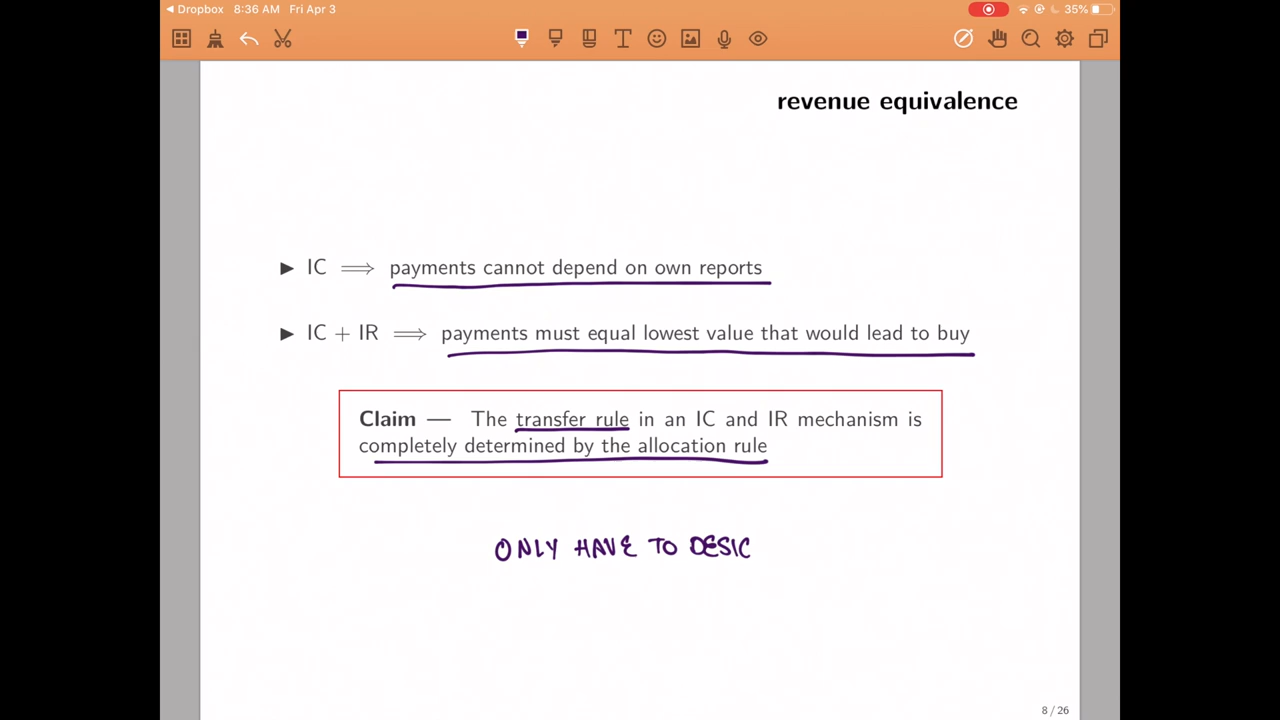 Dropbox 8:36 AM Fri Apr 3 35%
revenue equivalence
▶ IC ⟹ payments cannot depend on own reports
▶ IC + IR ⟹ payments must equal lowest value that would lead to buy
Claim — The transfer rule in an IC and IR mechanism is
completely determined by the allocation rule
ONLY HAVE TO DESIG
8 / 26